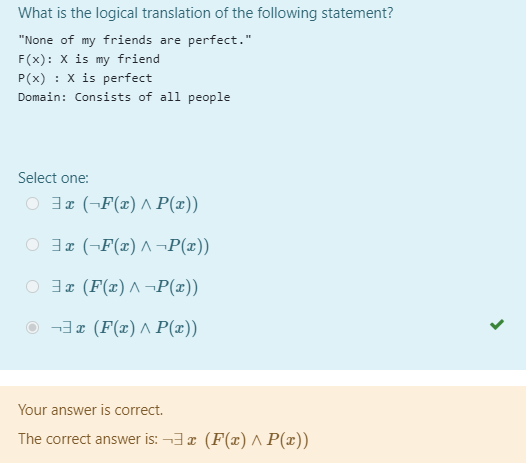 What is the logical translation of the following statement?
"None of my friends are perfect."
F(x): X is my friend
P(x) : X is perfect
Domain: Consists of all people
Select one:
∃ x (¬F(x) ∧ P(x))
∃ x (¬F(x) ∧ ¬P(x))
∃ x (F(x) ∧ ¬P(x))
¬∃ x (F(x) ∧ P(x))
Your answer is correct.
The correct answer is: ¬∃ x (F(x) ∧ P(x))